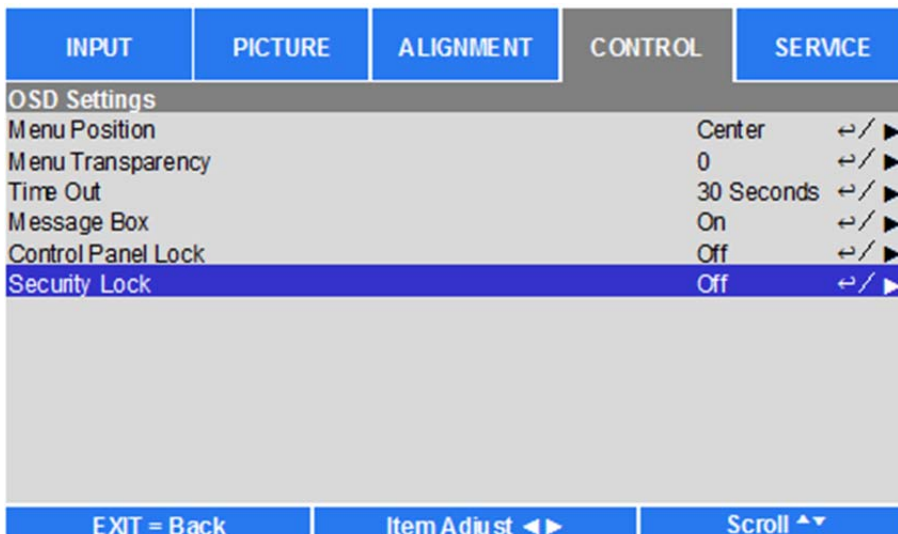 INPUT PICTURE ALIGNMENT CONTROL SERVICE
OSD Settings
Menu Position Center ↩/ ►
Menu Transparency 0 ↩/ ►
Time Out 30 Seconds ↩/ ►
Message Box On ↩/ ►
Control Panel Lock Off ↩/ ►
Security Lock Off ↩/ ►
EXIT = Back Item Adjust ◄► Scroll ▲▼